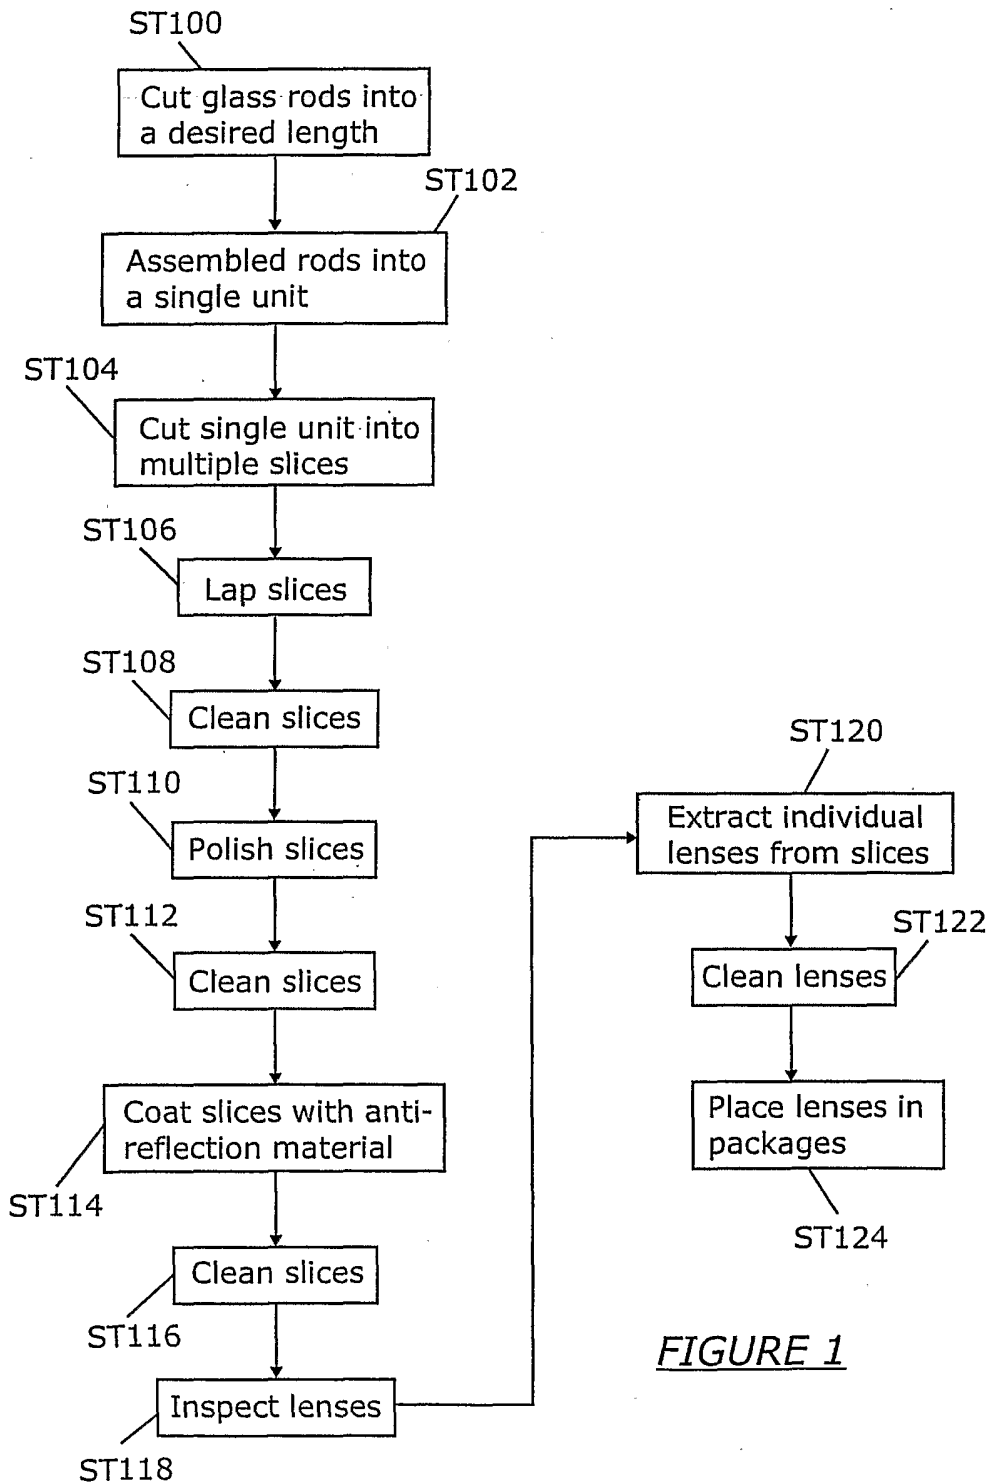 ST100
Cut glass rods into
a desired length
ST102
Assembled rods into
a single unit
ST104
Cut single unit into
multiple slices
ST106
Lap slices
ST108
Clean slices
ST110
Polish slices
ST112
Clean slices
Coat slices with anti-
reflection material
ST114
Clean slices
ST116
Inspect lenses
ST118
ST120
Extract individual
lenses from slices
ST122
Clean lenses
Place lenses in
packages
ST124
FIGURE 1